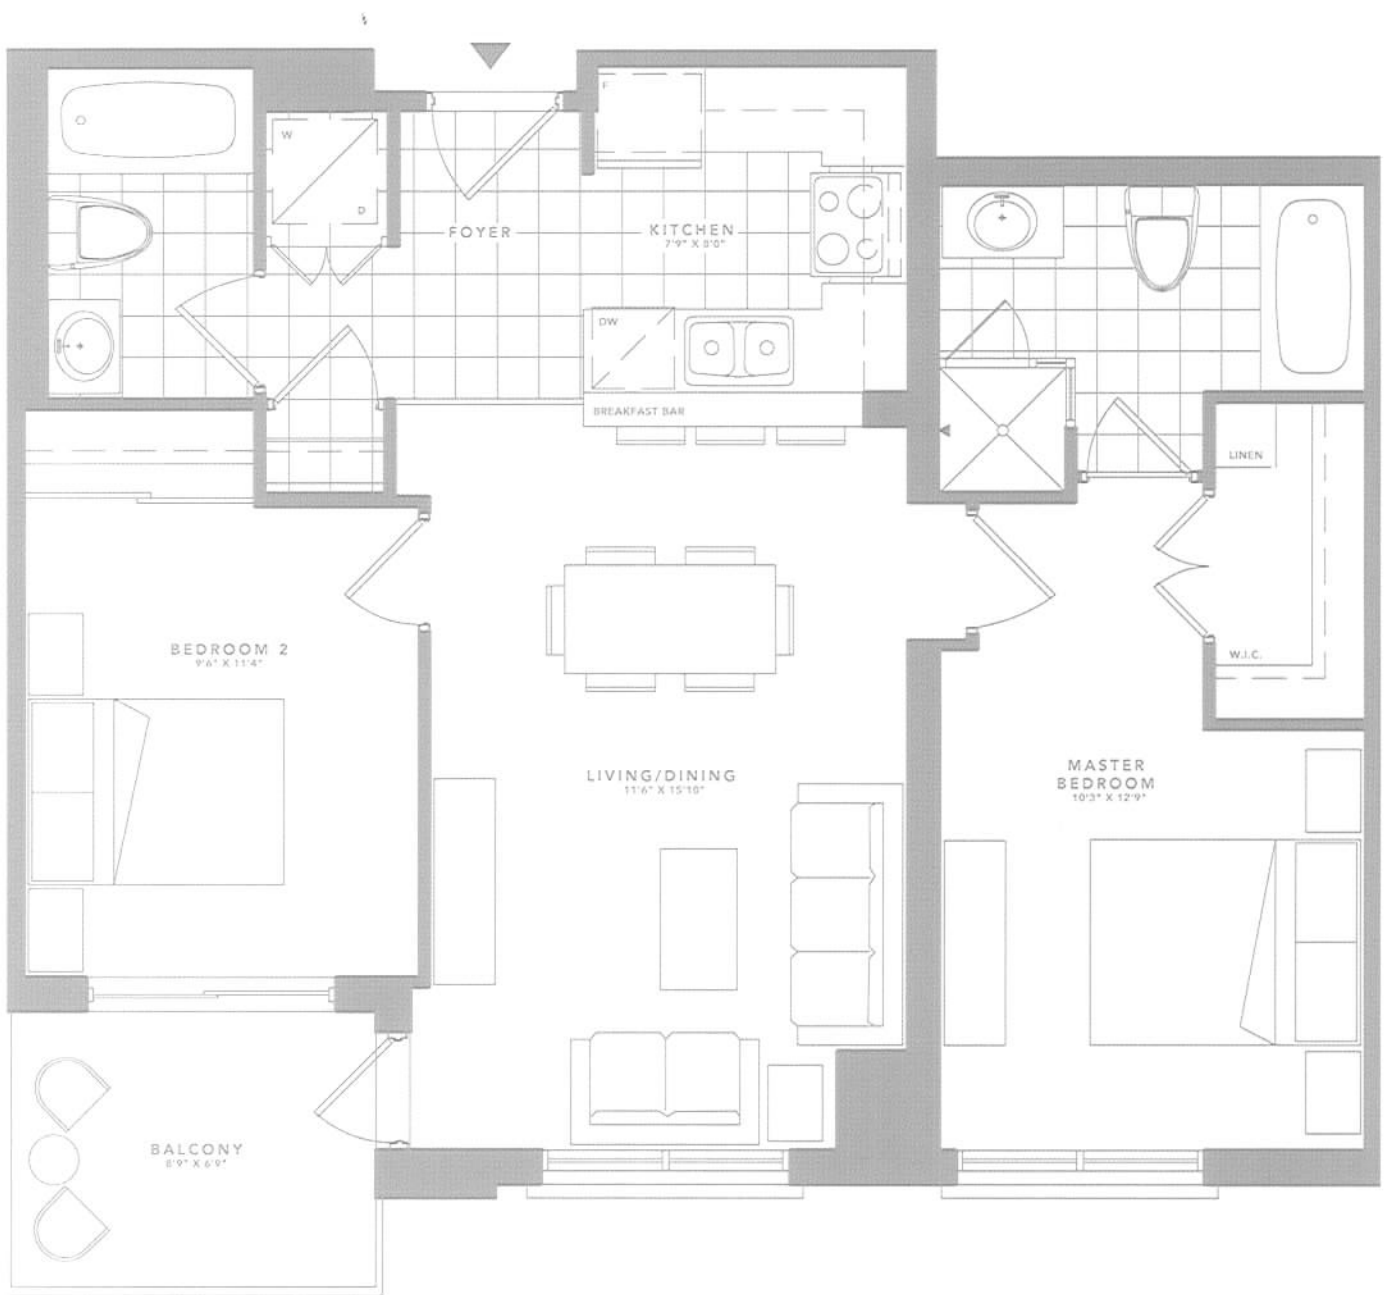 F
W
D
FOYER
KITCHEN
7'9" X 8'0"
DW
BREAKFAST BAR
LINEN
W.I.C.
BEDROOM 2
9'6" X 11'4"
LIVING/DINING
11'6" X 15'10"
MASTER
BEDROOM
10'3" X 12'9"
BALCONY
8'9" X 6'9"